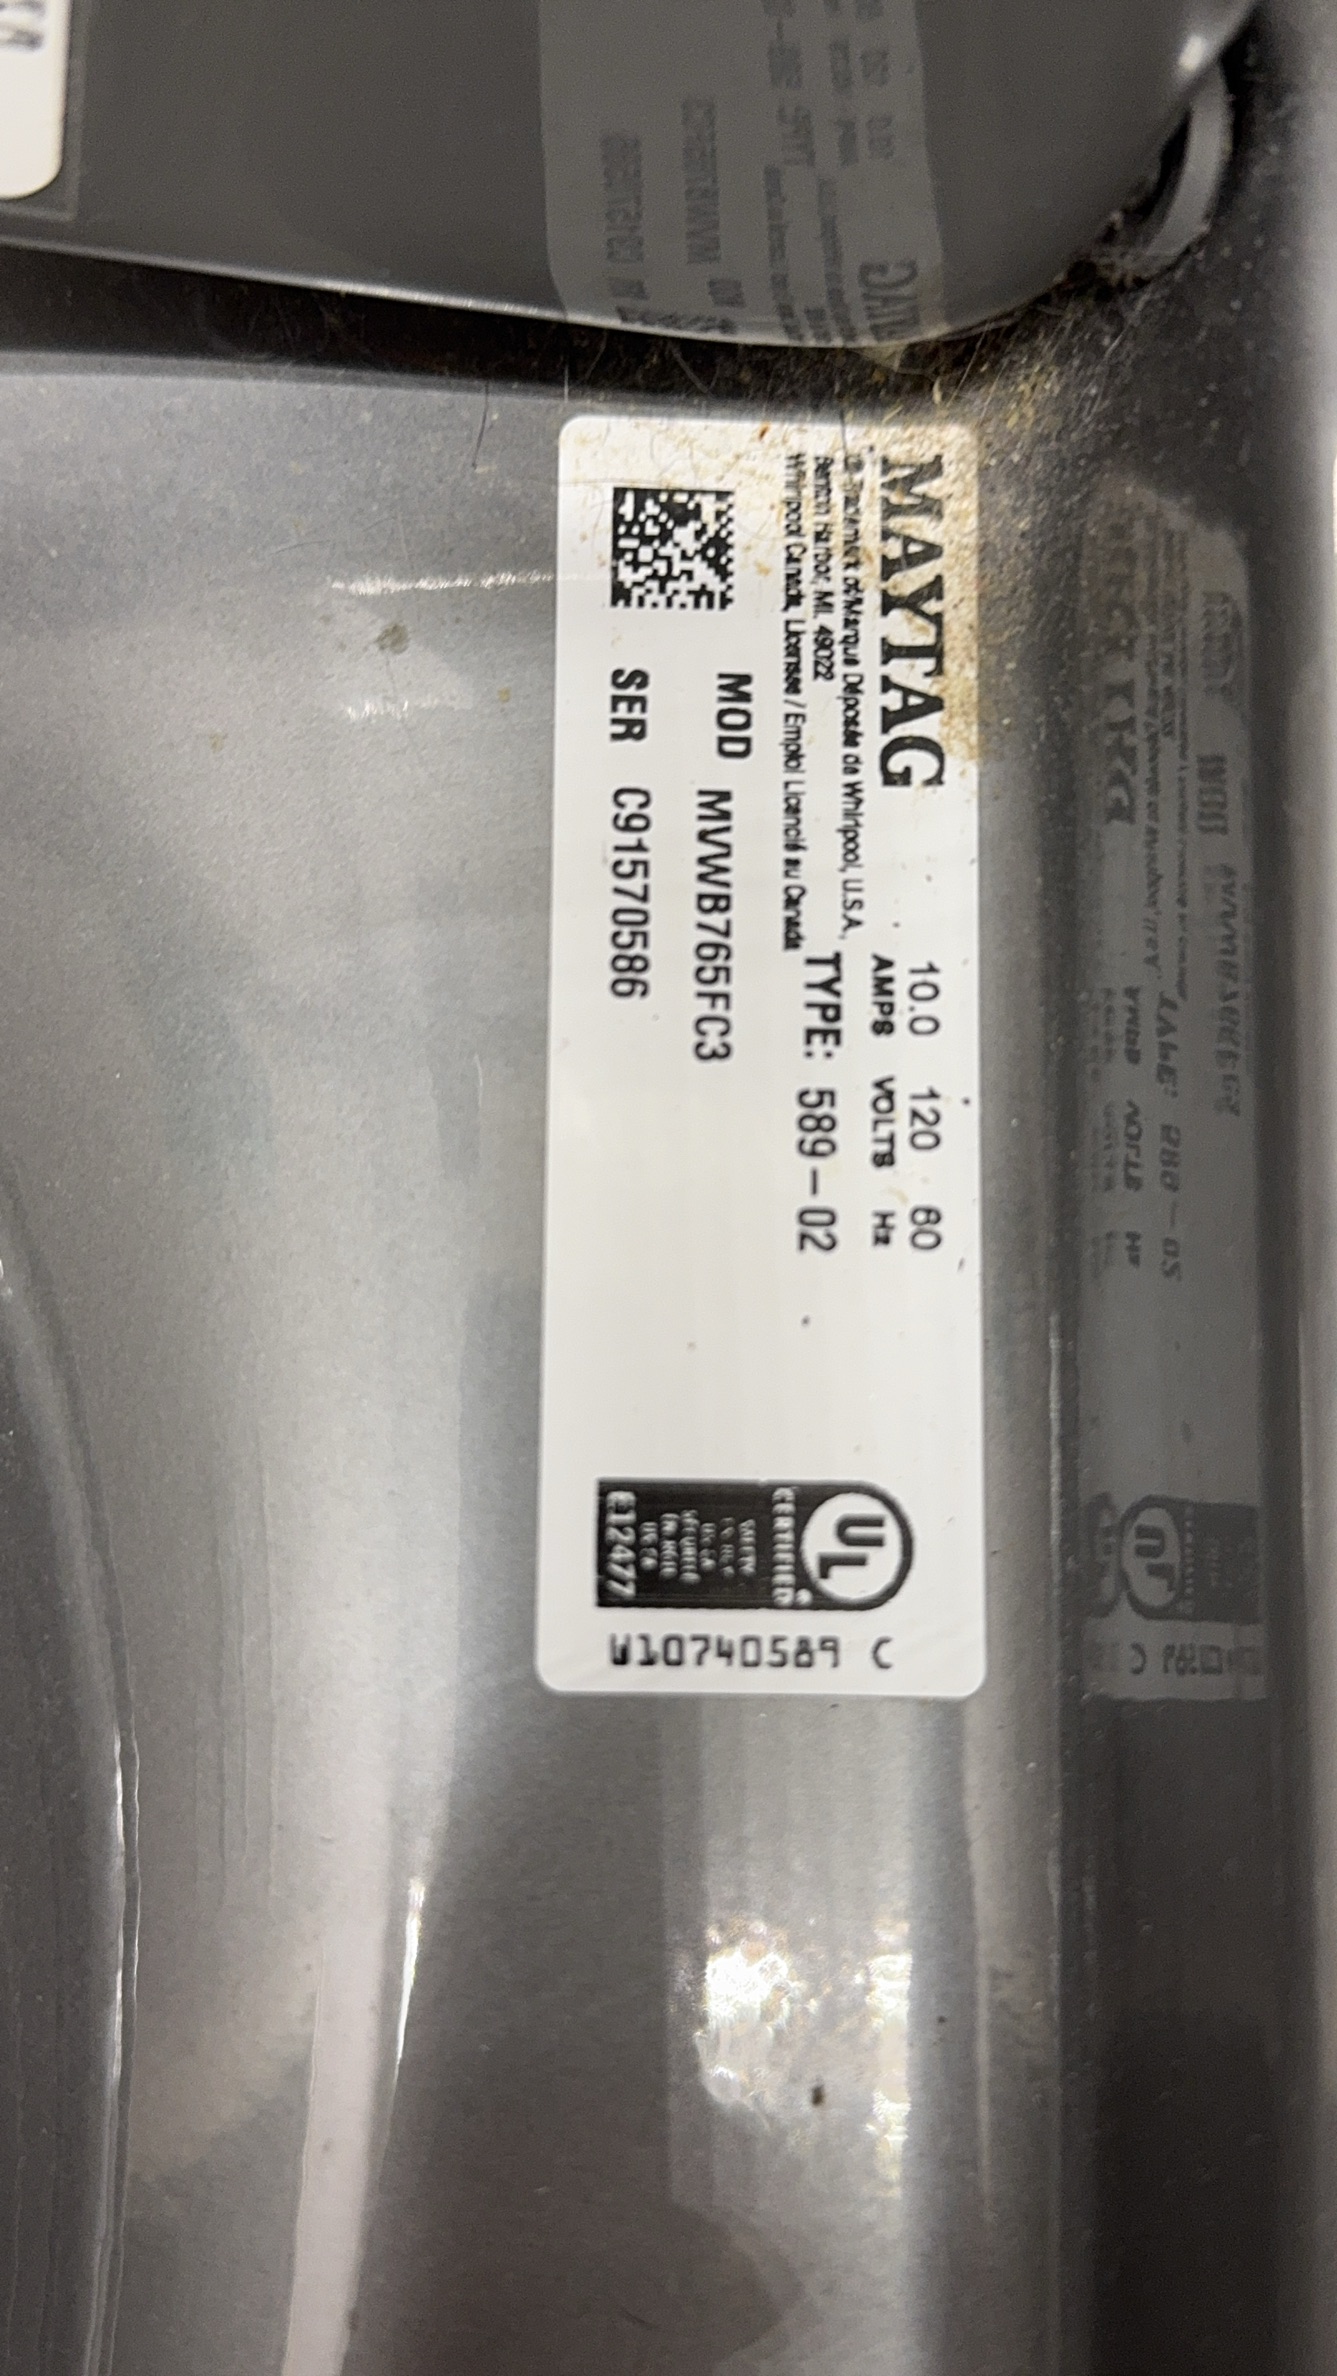 MAYTAG
® Trademark of/Marque Déposée de Whirlpool, U.S.A.
Benton Harbor, MI. 49022
Whirlpool Canada, Licensee / Emploi Licencié au Canada
10.0 120 60
AMPS VOLTS Hz
TYPE: 589-02
MOD MVWB765FC3
SER C91570586
UL
CERTIFIED
E12477
W10740589 C